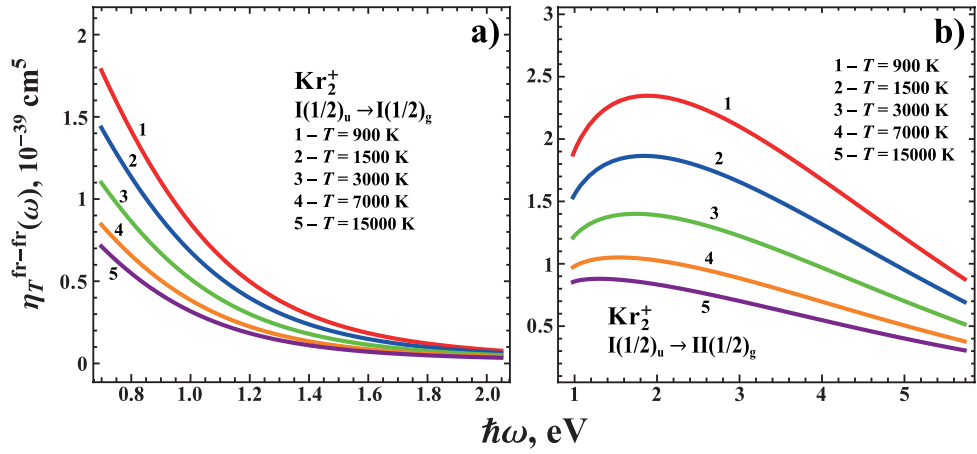 a)
Kr₂⁺
I(1/2)ᵤ → I(1/2)g
1 – T = 900 K
2 – T = 1500 K
3 – T = 3000 K
4 – T = 7000 K
5 – T = 15000 K
1
2
3
4
5
2
1.5
1
0.5
0
0.8
1.0
1.2
1.4
1.6
1.8
2.0
η_T^fr–fr(ω), 10⁻³⁹ cm⁵
b)
1 – T = 900 K
2 – T = 1500 K
3 – T = 3000 K
4 – T = 7000 K
5 – T = 15000 K
1
2
3
4
5
Kr₂⁺
I(1/2)ᵤ → II(1/2)g
3
2.5
2
1.5
1
0.5
1
2
3
4
5
ħω, eV